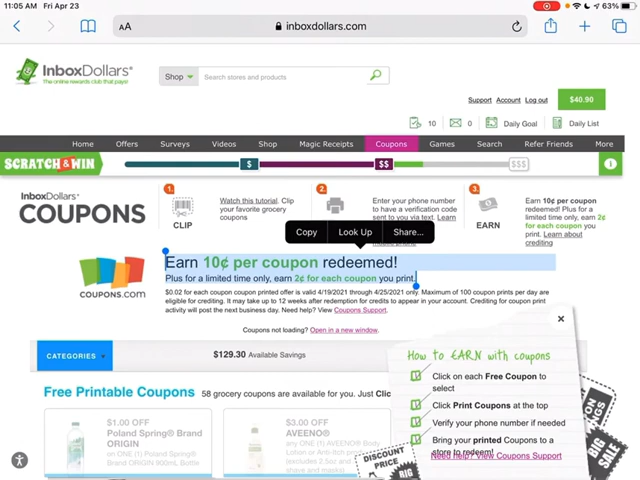 11:05 AM Fri Apr 23
63%
AA
inboxdollars.com
InboxDollars
The online rewards club that pays!
Shop
Search stores and products
Support Account Log out
$40.90
10
0
Daily Goal
Daily List
Home Offers Surveys Videos Shop Magic Receipts Coupons Games Search Refer Friends More
SCRATCH & WIN
$
$$
$$$
InboxDollars
COUPONS
1.
CLIP
Watch this tutorial. Clip
your favorite grocery
coupons
2.
Enter your phone number
to have a verification code
sent to you via text. Learn
3.
EARN
Earn 10¢ per coupon
redeemed! Plus for a
limited time only, earn 2¢
for each coupon you
print. Learn about
crediting
Copy
Look Up
Share...
COUPONS.com
Earn 10¢ per coupon redeemed!
Plus for a limited time only, earn 2¢ for each coupon you print.
$0.02 for each coupon coupon printed offer is valid 4/19/2021 through 4/25/2021 only. Maximum of 100 coupon prints per day are
eligible for crediting. It may take up to 12 weeks after redemption for credits to appear in your account. Crediting for coupon print
activity will post the next business day. Need help? View Coupons Support.
Coupons not loading? Open in a new window.
CATEGORIES
$129.30 Available Savings
Free Printable Coupons 58 grocery coupons are available for you. Just Clic
$1.00 OFF
Poland Spring® Brand
ORIGIN
on ONE (1) Poland Spring® Brand
ORIGIN 900mL Bottle
$3.00 OFF
AVEENO®
any ONE (1) AVEENO® Body
Lotion or Anti-Itch pro
(excludes 2.5oz and
shave and masks)
How to EARN with coupons
Click on each Free Coupon to
select
Click Print Coupons at the top
Verify your phone number if needed
Bring your printed Coupons to a
store to redeem!
Need help? View Coupons Support
DISCOUNT
PRICE
BIG
BIG
SALE